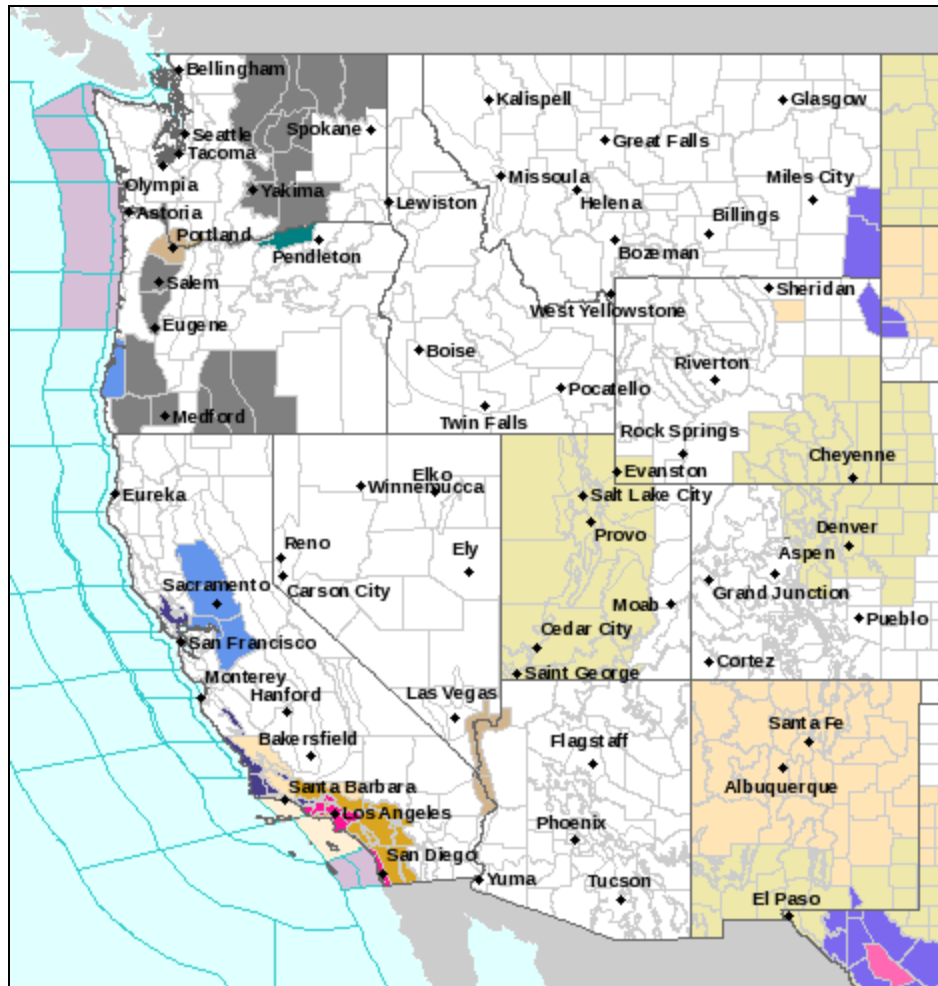 Bellingham
Kalispell
Glasgow
Seattle
Spokane
Great Falls
Tacoma
Olympia
Yakima
Missoula
Miles City
Lewiston
Helena
Astoria
Billings
Portland
Pendleton
Bozeman
Salem
Sheridan
West Yellowstone
Eugene
Boise
Riverton
Pocatello
Medford
Twin Falls
Rock Springs
Cheyenne
Elko
Evanston
Winnemucca
Eureka
Salt Lake City
Provo
Denver
Reno
Ely
Aspen
Sacramento
Carson City
Grand Junction
Moab
Pueblo
San Francisco
Cedar City
Cortez
Monterey
Saint George
Hanford
Las Vegas
Santa Fe
Bakersfield
Flagstaff
Santa Barbara
Albuquerque
Los Angeles
Phoenix
San Diego
Yuma
Tucson
El Paso